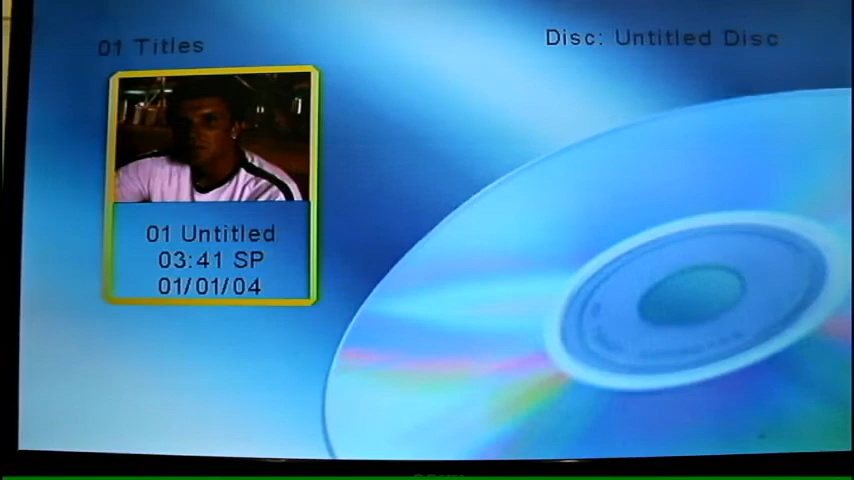 01 Titles
Disc: Untitled Disc
01 Untitled
03:41 SP
01/01/04